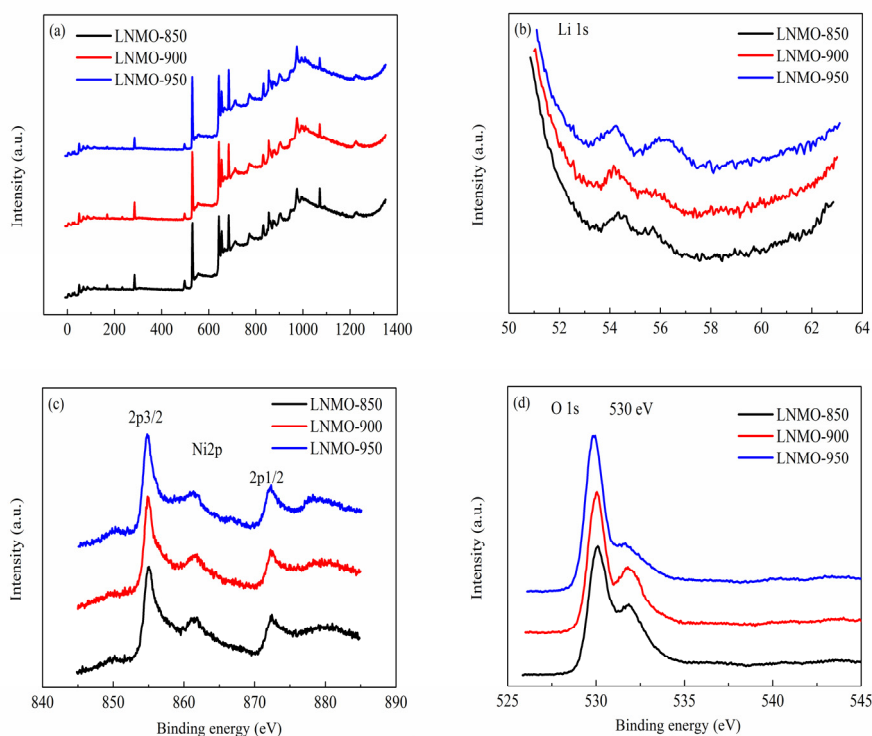 (a)
LNMO-850
LNMO-900
LNMO-950
Intensity (a.u.)
0 200 400 600 800 1000 1200 1400
(b)
Li 1s
LNMO-850
LNMO-900
LNMO-950
Intensity (a.u.)
50 52 54 56 58 60 62 64
(c)
2p3/2
LNMO-850
LNMO-900
LNMO-950
Ni2p
2p1/2
Intensity (a.u.)
840 850 860 870 880 890
Binding energy (eV)
(d)
O 1s 530 eV
LNMO-850
LNMO-900
LNMO-950
Intensity (a.u.)
525 530 535 540 545
Binding energy (eV)